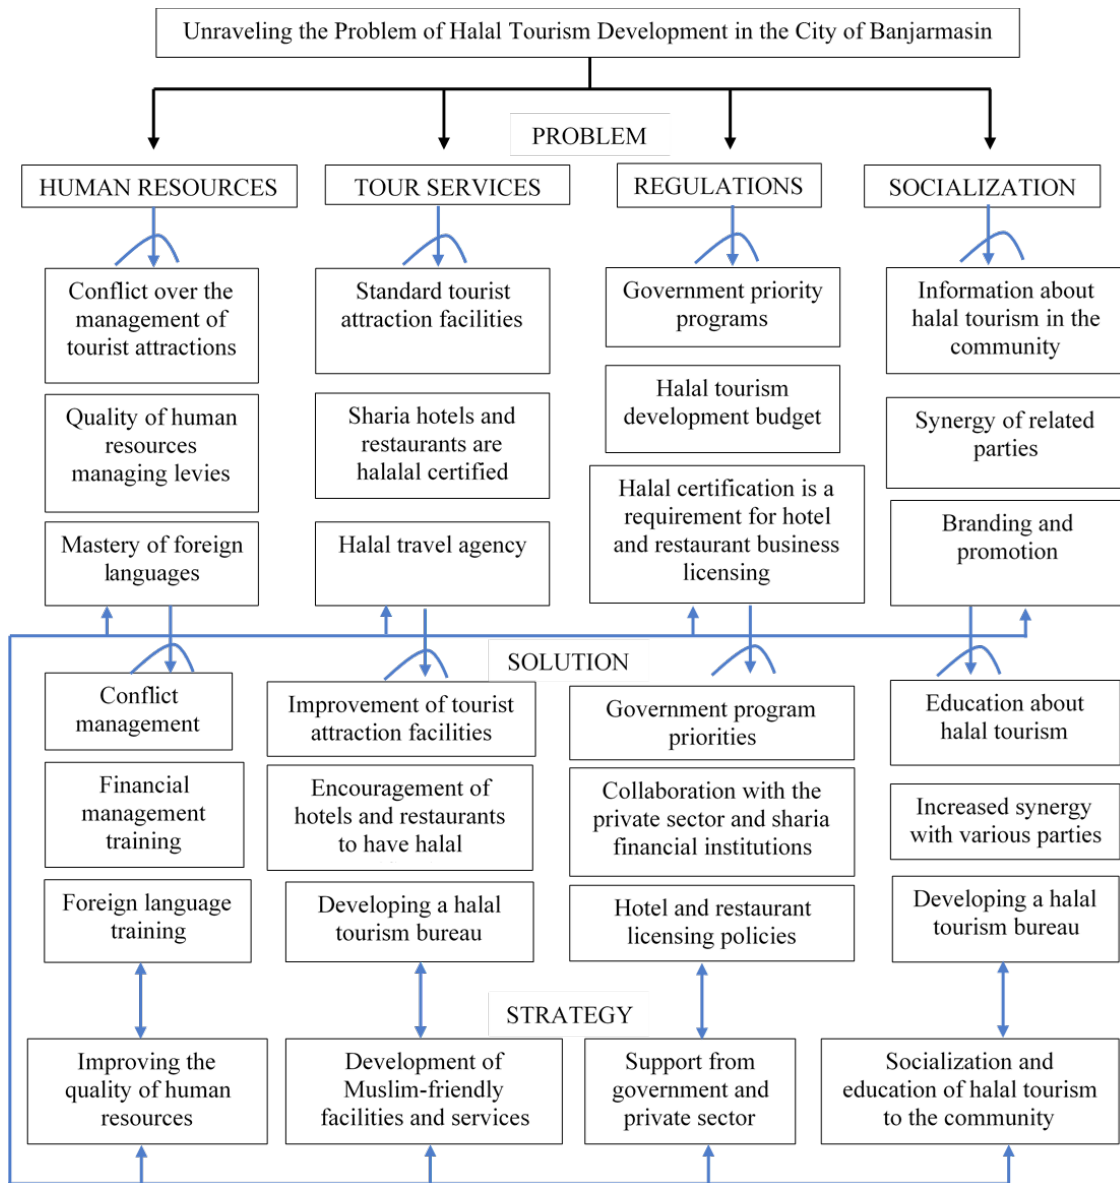 Unraveling the Problem of Halal Tourism Development in the City of Banjarmasin
PROBLEM
HUMAN RESOURCES
TOUR SERVICES
REGULATIONS
SOCIALIZATION
Conflict over the
management of
tourist attractions
Standard tourist
attraction facilities
Government priority
programs
Information about
halal tourism in the
community
Quality of human
resources
managing levies
Sharia hotels and
restaurants are
halalal certified
Halal tourism
development budget
Synergy of related
parties
Mastery of foreign
languages
Halal travel agency
Halal certification is a
requirement for hotel
and restaurant business
licensing
Branding and
promotion
SOLUTION
Conflict
management
Improvement of tourist
attraction facilities
Government program
priorities
Education about
halal tourism
Financial
management
training
Encouragement of
hotels and restaurants
to have halal
Collaboration with the
private sector and sharia
financial institutions
Increased synergy
with various parties
Foreign language
training
Developing a halal
tourism bureau
Hotel and restaurant
licensing policies
Developing a halal
tourism bureau
STRATEGY
Improving the
quality of human
resources
Development of
Muslim-friendly
facilities and services
Support from
government and
private sector
Socialization and
education of halal tourism
to the community